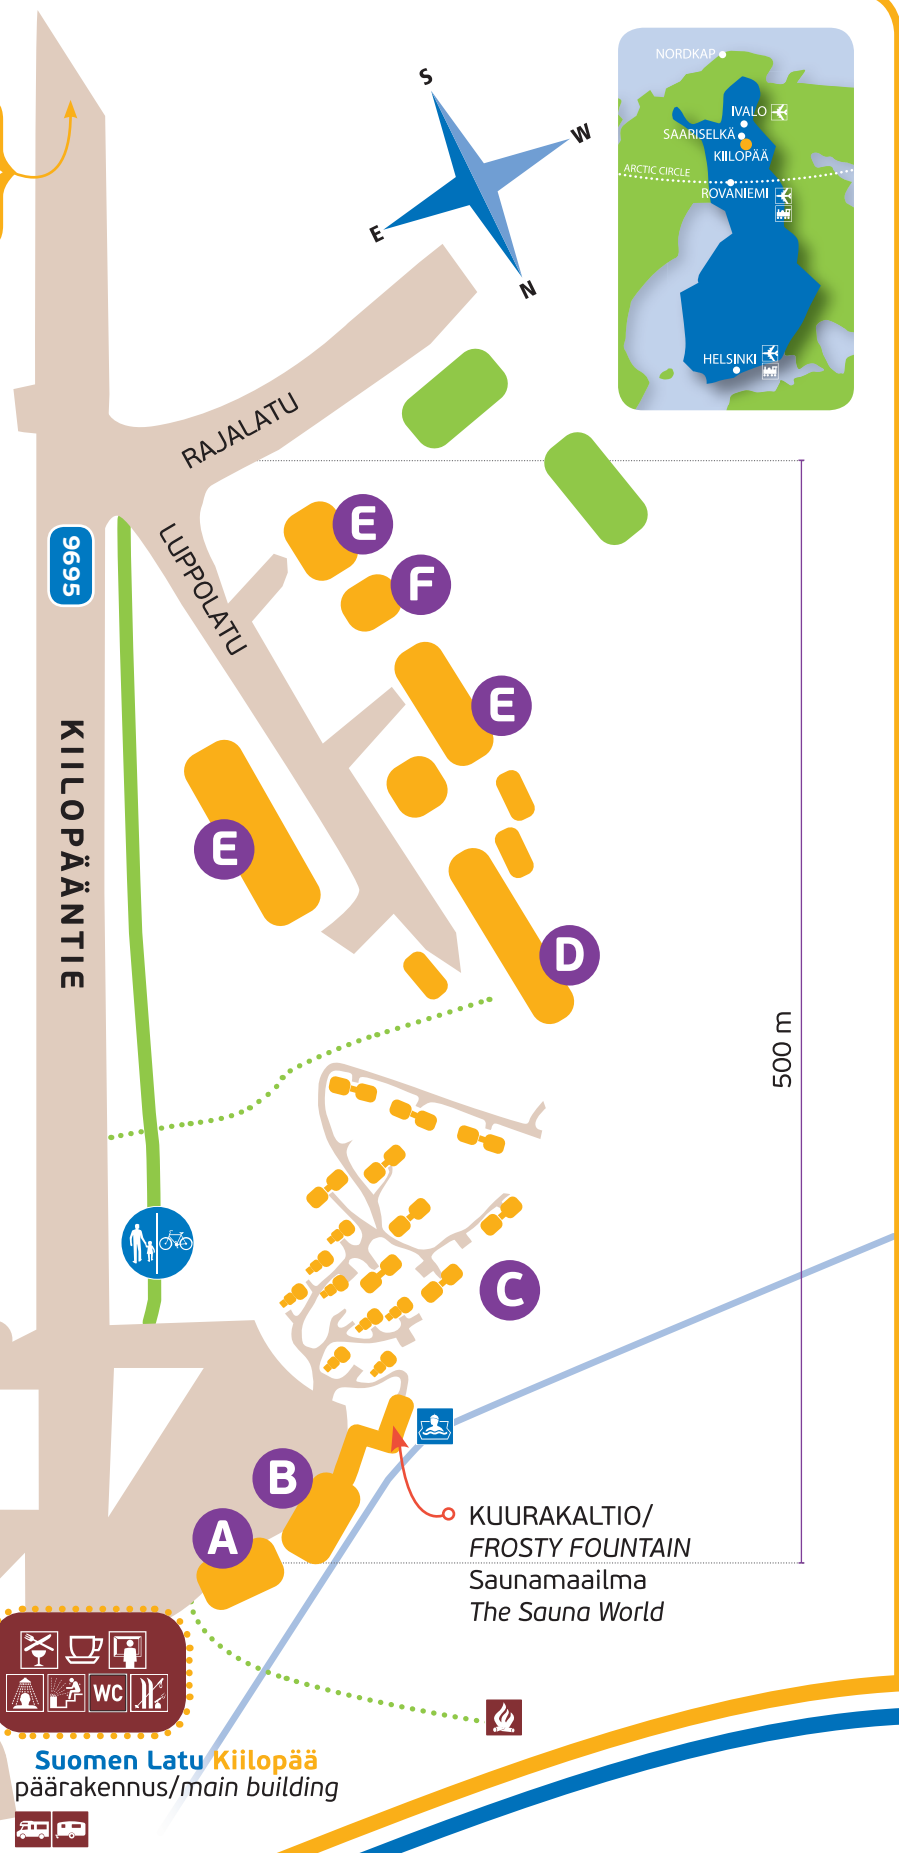 NORDKAP
IVALO
SAARISELKÄ
KIILOPÄÄ
ARCTIC CIRCLE
ROVANIEMI
HELSINKI
S
W
E
N
RAJALATU
LUPPOLATU
9695
KIILOPÄÄNTIE
E
F
E
E
D
500 m
C
B
A
KUURAKALTIO/
FROSTY FOUNTAIN
Saunamaailma
The Sauna World
WC
Suomen Latu Kiilopää
päärakennus/main building